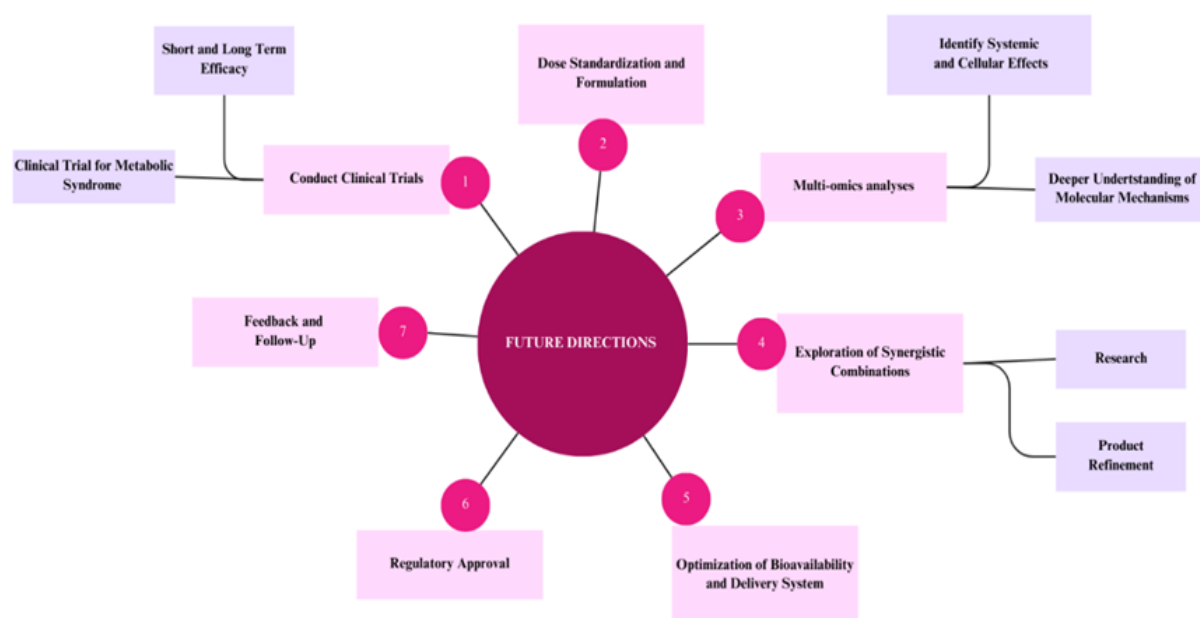 Short and Long Term
Efficacy
Clinical Trial for Metabolic
Syndrome
Conduct Clinical Trials
1
Dose Standardization and
Formulation
2
Identify Systemic
and Cellular Effects
Multi-omics analyses
3
Deeper Undertstanding of
Molecular Mechanisms
FUTURE DIRECTIONS
4
Exploration of Synergistic
Combinations
Research
Product
Refinement
5
Optimization of Bioavailability
and Delivery System
6
Regulatory Approval
7
Feedback and
Follow-Up